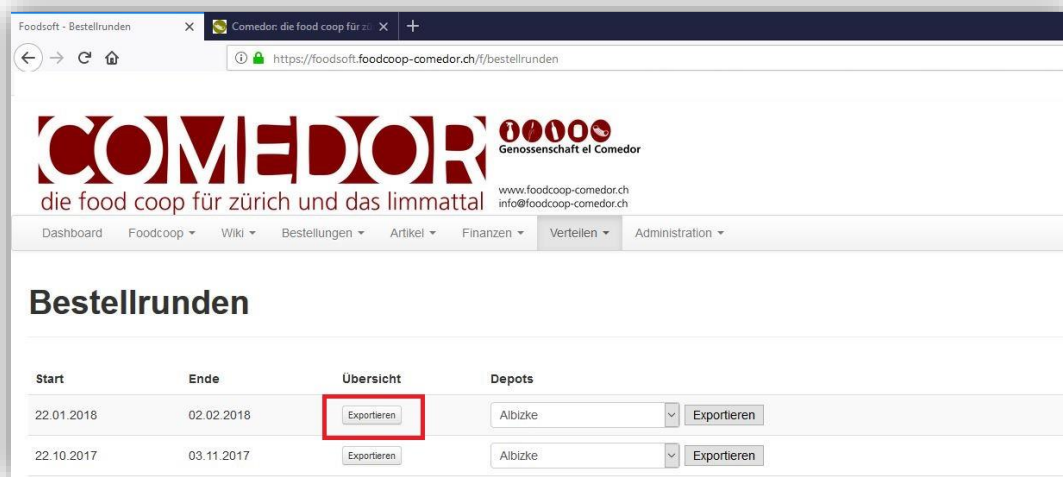 Foodsoft - Bestellrunden
Comedor: die food coop für zü
https://foodsoft.foodcoop-comedor.ch/f/bestellrunden
COMEDOR
Genossenschaft el Comedor
die food coop für zürich und das limmattal
www.foodcoop-comedor.ch
info@foodcoop-comedor.ch
Dashboard Foodcoop Wiki Bestellungen Artikel Finanzen Verteilen Administration
Bestellrunden
Start Ende Übersicht Depots
22.01.2018 02.02.2018 Exportieren Albizke Exportieren
22.10.2017 03.11.2017 Exportieren Albizke Exportieren